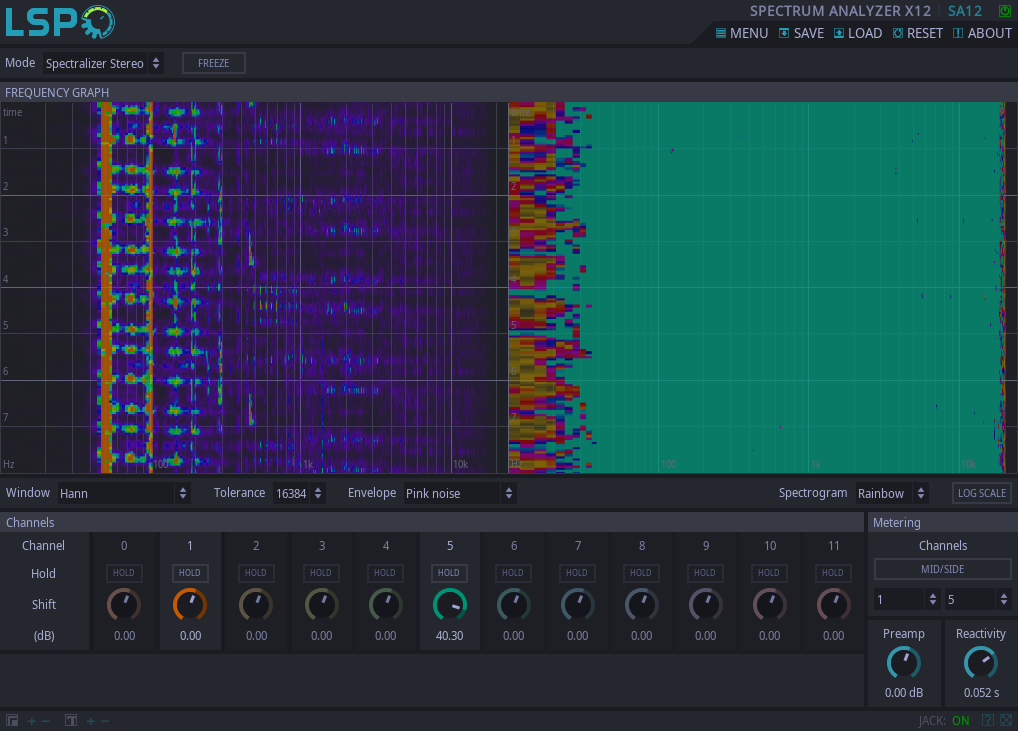 LSP
SPECTRUM ANALYZER X12 SA12
MENU SAVE LOAD RESET ABOUT
Mode Spectralizer Stereo FREEZE
FREQUENCY GRAPH
time
1 1
2 2
3 3
4 4
5 5
6 6
7 7
Hz 100 1k 10k Hz 100 1k 10k
Window Hann Tolerance 16384 Envelope Pink noise Spectrogram Rainbow LOG SCALE
Channels
Channel 0 1 2 3 4 5 6 7 8 9 10 11
Hold HOLD HOLD HOLD HOLD HOLD HOLD HOLD HOLD HOLD HOLD HOLD HOLD
Shift
(dB) 0.00 0.00 0.00 0.00 0.00 40.30 0.00 0.00 0.00 0.00 0.00 0.00
Metering
Channels
MID/SIDE
1 5
Preamp Reactivity
0.00 dB 0.052 s
JACK: ON